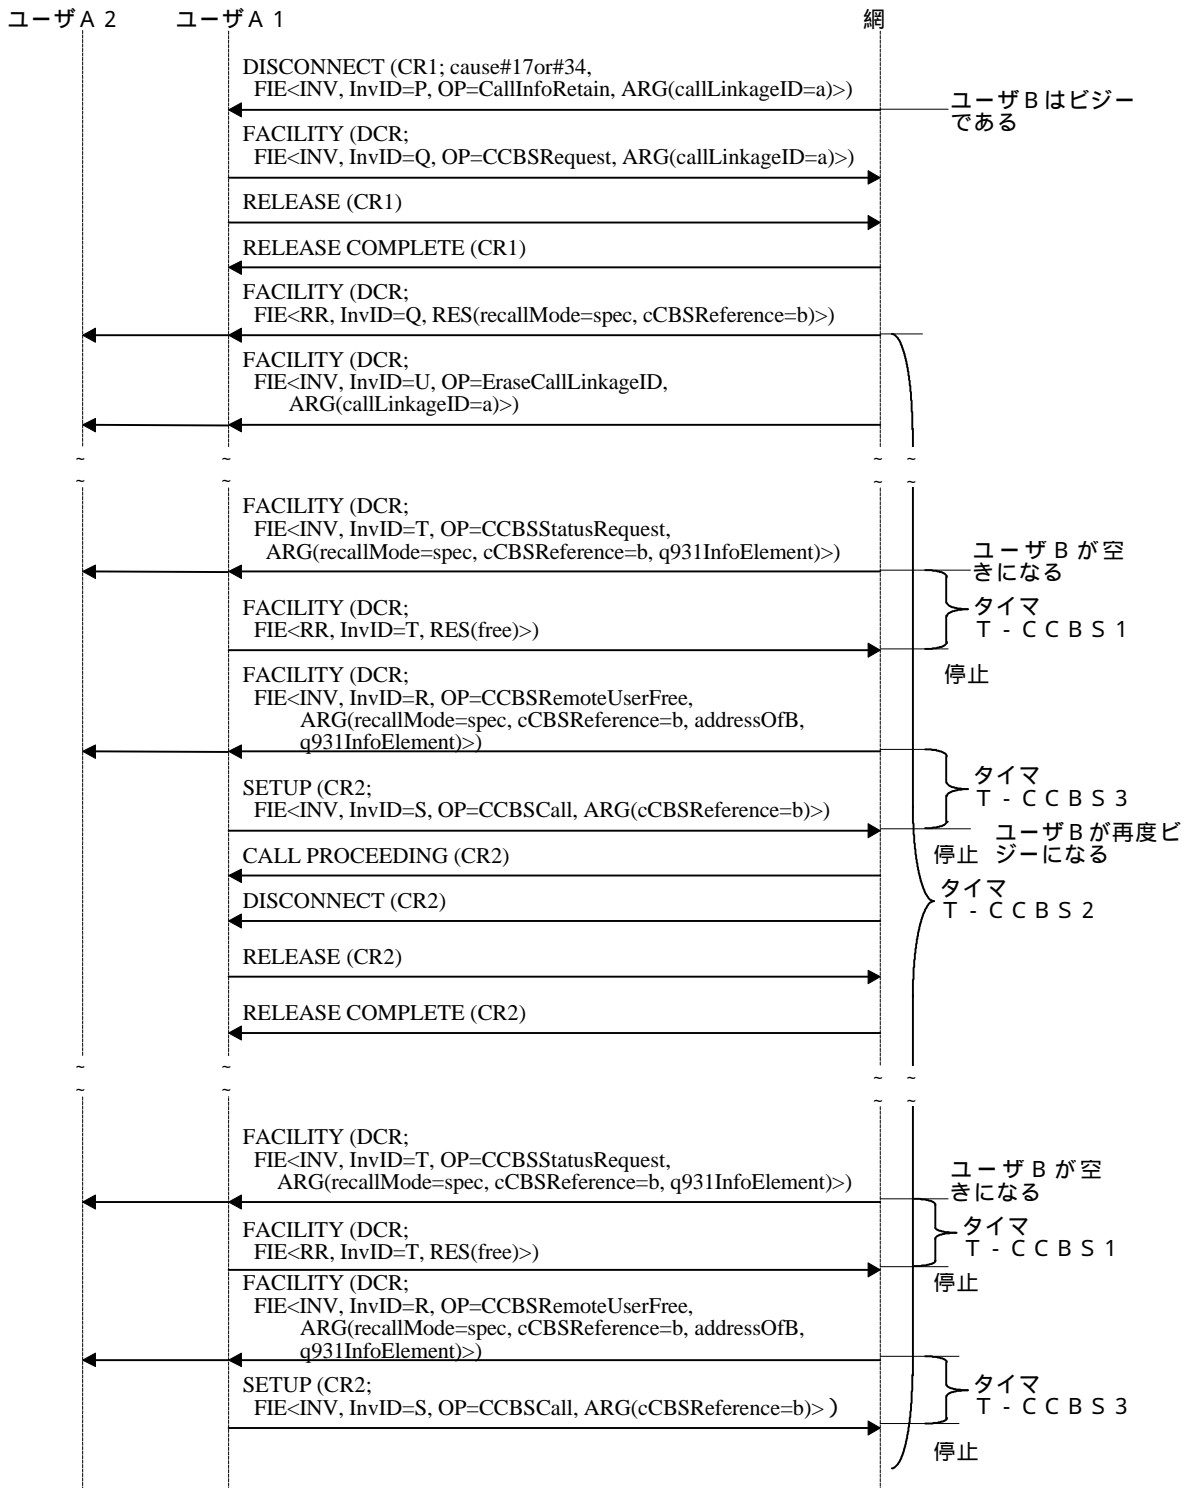 ユーザA２ ユーザA１ 網
DISCONNECT (CR1; cause#17or#34,
FIE<INV, InvID=P, OP=CallInfoRetain, ARG(callLinkageID=a)>)
ユーザBはビジー
である
FACILITY (DCR;
FIE<INV, InvID=Q, OP=CCBSRequest, ARG(callLinkageID=a)>)
RELEASE (CR1)
RELEASE COMPLETE (CR1)
FACILITY (DCR;
FIE<RR, InvID=Q, RES(recallMode=spec, cCBSReference=b)>)
FACILITY (DCR;
FIE<INV, InvID=U, OP=EraseCallLinkageID,
ARG(callLinkageID=a)>)
~ ~ ~ ~
~ ~ ~ ~
FACILITY (DCR;
FIE<INV, InvID=T, OP=CCBSStatusRequest,
ARG(recallMode=spec, cCBSReference=b, q931InfoElement)>)
ユーザBが空
きになる
FACILITY (DCR;
FIE<RR, InvID=T, RES(free)>)
タイマ
Ｔ-ＣＣＢＳ１
停止
FACILITY (DCR;
FIE<INV, InvID=R, OP=CCBSRemoteUserFree,
ARG(recallMode=spec, cCBSReference=b, addressOfB,
q931InfoElement)>)
SETUP (CR2;
FIE<INV, InvID=S, OP=CCBSCall, ARG(cCBSReference=b)>)
タイマ
Ｔ-ＣＣＢＳ３
停止
ユーザBが再度ビ
ジーになる
CALL PROCEEDING (CR2)
DISCONNECT (CR2)
タイマ
Ｔ-ＣＣＢＳ２
RELEASE (CR2)
RELEASE COMPLETE (CR2)
~ ~ ~ ~
~ ~ ~ ~
FACILITY (DCR;
FIE<INV, InvID=T, OP=CCBSStatusRequest,
ARG(recallMode=spec, cCBSReference=b, q931InfoElement)>)
ユーザBが空
きになる
FACILITY (DCR;
FIE<RR, InvID=T, RES(free)>)
タイマ
Ｔ-ＣＣＢＳ１
停止
FACILITY (DCR;
FIE<INV, InvID=R, OP=CCBSRemoteUserFree,
ARG(recallMode=spec, cCBSReference=b, addressOfB,
q931InfoElement)>)
SETUP (CR2;
FIE<INV, InvID=S, OP=CCBSCall, ARG(cCBSReference=b)>）
タイマ
Ｔ-ＣＣＢＳ３
停止